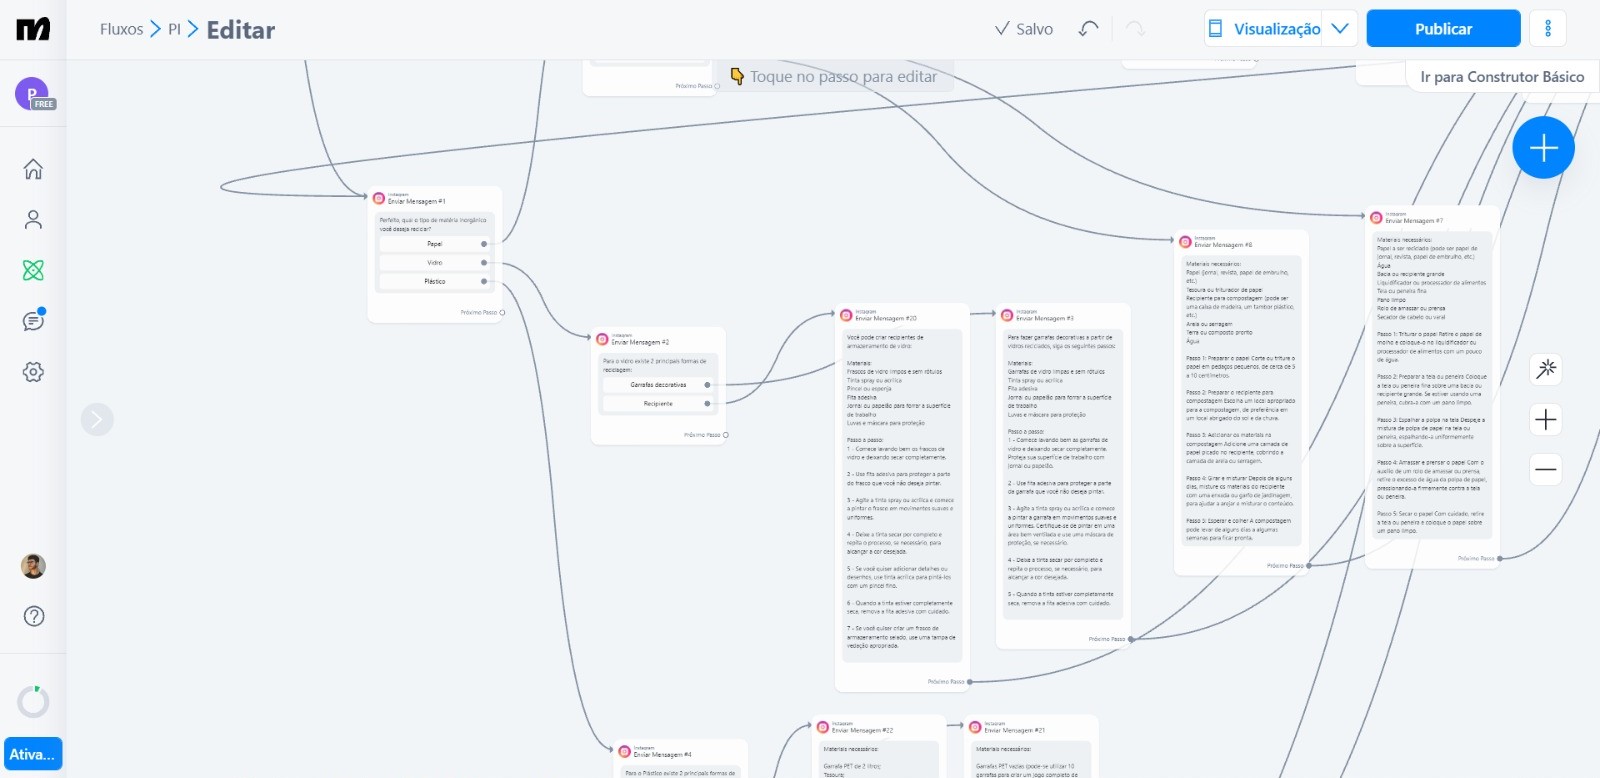 Fluxos
PI
Editar
Salvo
Visualização
Publicar
Ir para Construtor Básico
P
FREE
Ativa...
Próximo Passo
Toque no passo para editar
Instagram
Enviar Mensagem #1
Perfeito, qual o tipo de matéria inorgânica
você deseja reciclar?
Papel
Vidro
Plástico
Próximo Passo
Instagram
Enviar Mensagem #2
Para o vidro existe 2 principais formas de
reciclagem:
Garrafas decorativas
Recipiente
Próximo Passo
Instagram
Enviar Mensagem #20
Você pode criar recipientes de
armazenamento de vidro:
Materiais:
Frascos de vidro limpos e sem rótulos
Tinta spray ou acrílica
Pincel ou esponja
Fita adesiva
Jornal ou papelão para forrar a superfície
de trabalho
Luvas e máscara para proteção
Passo a passo:
1 - Comece lavando bem os frascos de
vidro e deixando secar completamente.
2 - Use fita adesiva para proteger a parte
do frasco que você não deseja pintar.
3 - Agite a tinta spray ou acrílica e comece
a pintar o frasco em movimentos suaves e
uniformes.
4 - Deixe a tinta secar por completo e
repita o processo, se necessário, para
alcançar a cor desejada.
5 - Se você quiser adicionar detalhes ou
desenhos, use tinta acrílica para pintá-los
com um pincel fino.
6 - Quando a tinta estiver completamente
seca, remova a fita adesiva com cuidado.
7 - Se você quiser criar um frasco de
armazenamento selado, use uma tampa de
vedação apropriada.
Próximo Passo
Instagram
Enviar Mensagem #3
Para fazer garrafas decorativas a partir de
vidros reciclados, siga os seguintes passos:
Materiais:
Garrafas de vidro limpas e sem rótulos
Tinta spray ou acrílica
Fita adesiva
Jornal ou papelão para forrar a superfície
de trabalho
Luvas e máscara para proteção
Passo a passo:
1 - Comece lavando bem as garrafas de
vidro e deixando secar completamente.
Proteja sua superfície de trabalho com
jornal ou papelão.
2 - Use fita adesiva para proteger a parte
da garrafa que você não deseja pintar.
3 - Agite a tinta spray ou acrílica e comece
a pintar a garrafa em movimentos suaves e
uniformes. Certifique-se de pintar em uma
área bem ventilada e use uma máscara de
proteção, se necessário.
4 - Deixe a tinta secar por completo e
repita o processo, se necessário, para
alcançar a cor desejada.
5 - Quando a tinta estiver completamente
seca, remova a fita adesiva com cuidado.
Próximo Passo
Instagram
Enviar Mensagem #8
Materiais necessários:
Papel (jornal, revista, papel de embrulho,
etc.)
Tesoura ou triturador de papel
Recipiente para compostagem (pode ser
uma caixa de madeira, um tambor plástico,
etc.)
Areia ou serragem
Terra ou composto pronto
Água
Passo 1: Preparar o papel Corte ou triture o
papel em pedaços pequenos, de cerca de 5
a 10 centímetros.
Passo 2: Preparar o recipiente para
compostagem Escolha um local apropriado
para a compostagem, de preferência em
um local abrigado do sol e da chuva.
Passo 3: Adicionar os materiais na
compostagem Adicione uma camada de
papel picado no recipiente, cobrindo a
camada de areia ou serragem.
Passo 4: Girar e misturar Depois de alguns
dias, misture os materiais do recipiente
com uma enxada ou garfo de jardinagem,
para ajudar a arejar e misturar o conteúdo.
Passo 5: Esperar e colher A compostagem
pode levar de alguns dias a algumas
semanas para ficar pronta.
Próximo Passo
Instagram
Enviar Mensagem #7
Materiais necessários:
Papel a ser reciclado (pode ser papel de
jornal, revista, papel de embrulho, etc.)
Água
Bacia ou recipiente grande
Liquidificador ou processador de alimentos
Tela ou peneira fina
Pano limpo
Rolo de amassar ou prensa
Secador de cabelo ou varal
Passo 1: Triturar o papel Retire o papel de
molho e coloque-o no liquidificador ou
processador de alimentos com um pouco
de água.
Passo 2: Preparar a tela ou peneira Coloque
a tela ou peneira fina sobre uma bacia ou
recipiente grande. Se estiver usando uma
peneira, cubra-a com um pano limpo.
Passo 3: Espalhar a polpa na tela Despeje a
mistura de polpa de papel na tela ou
peneira, espalhando-a uniformemente
sobre a superfície.
Passo 4: Amassar e prensar o papel Com o
auxílio de um rolo de amassar ou prensa,
retire o excesso de água da polpa de papel,
pressionando-a firmemente contra a tela
ou peneira.
Passo 5: Secar o papel Com cuidado, retire
a tela ou peneira e coloque o papel sobre
um pano limpo.
Próximo Passo
Instagram
Enviar Mensagem #4
Para o Plástico existe 2 principais formas de
Instagram
Enviar Mensagem #22
Materiais necessários:
Garrafa PET de 2 litros;
Tesoura;
Instagram
Enviar Mensagem #21
Materiais necessários:
Garrafas PET vazias (pode-se utilizar 10
garrafas para criar um jogo completo de